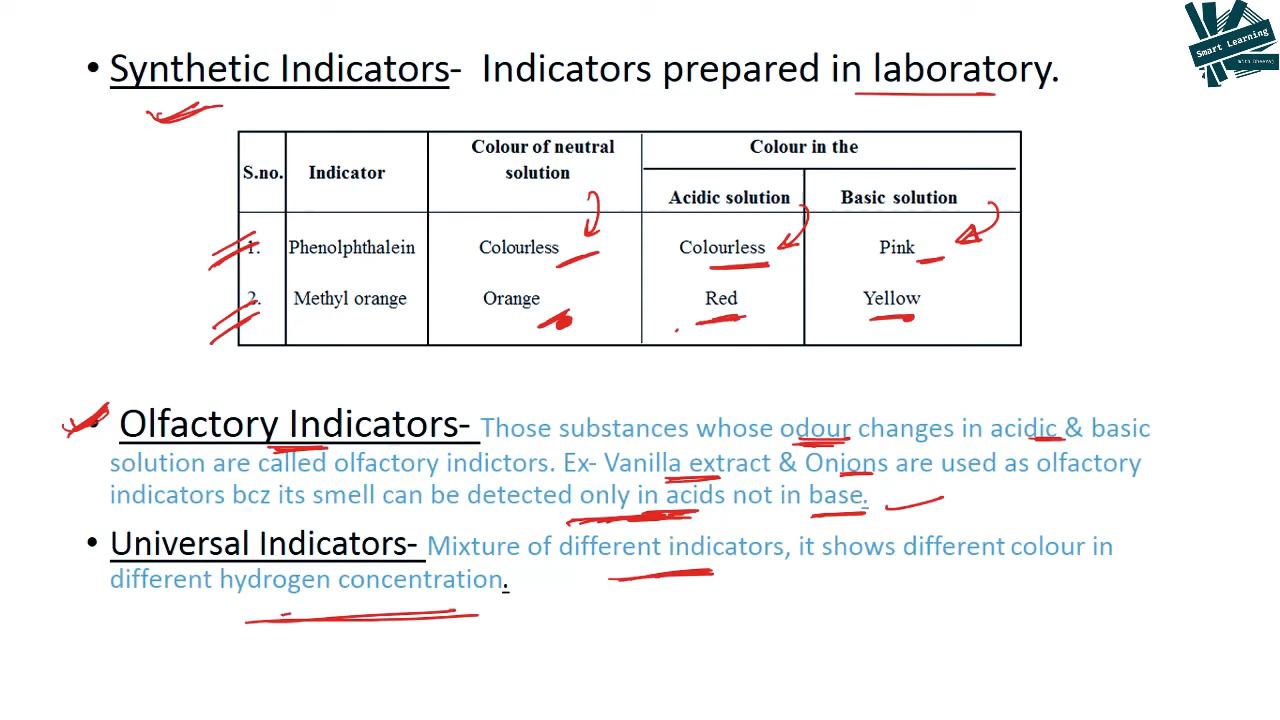 Smart Learning
with Dheeraj
• Synthetic Indicators- Indicators prepared in laboratory.
S.no. Indicator Colour of neutral solution Colour in the
Acidic solution Basic solution
1. Phenolphthalein Colourless Colourless Pink
2. Methyl orange Orange Red Yellow
• Olfactory Indicators- Those substances whose odour changes in acidic & basic
solution are called olfactory indictors. Ex- Vanilla extract & Onions are used as olfactory
indicators bcz its smell can be detected only in acids not in base.
• Universal Indicators- Mixture of different indicators, it shows different colour in
different hydrogen concentration.